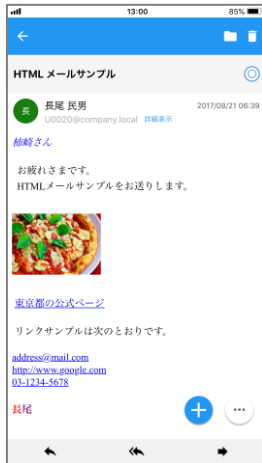 13:00
85%
HTML メールサンプル
長
長尾 民男
2017/08/21 06:39
U0020@company.local 詳細表示
柿崎さん
お疲れさまです。
HTMLメールサンプルをお送りします。
東京都の公式ページ
リンクサンプルは次のとおりです。
address@mail.com
http://www.google.com
03-1234-5678
長尾